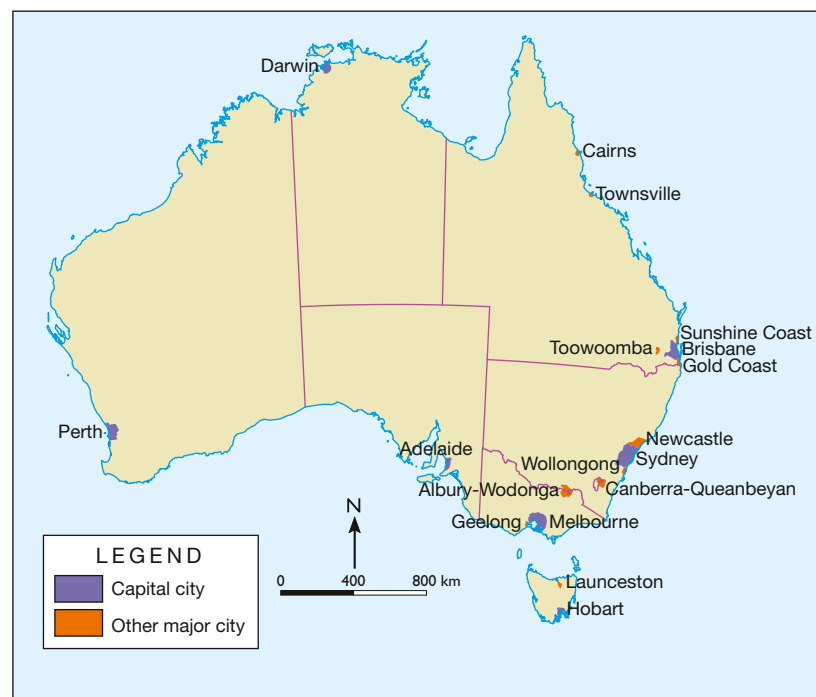 Darwin
Cairns
Townsville
Sunshine Coast
Toowoomba
Brisbane
Gold Coast
Perth
Newcastle
Adelaide
Wollongong
Sydney
Albury-Wodonga
Canberra-Queanbeyan
Geelong
Melbourne
N
LEGEND
Capital city
Other major city
0 400 800 km
Launceston
Hobart